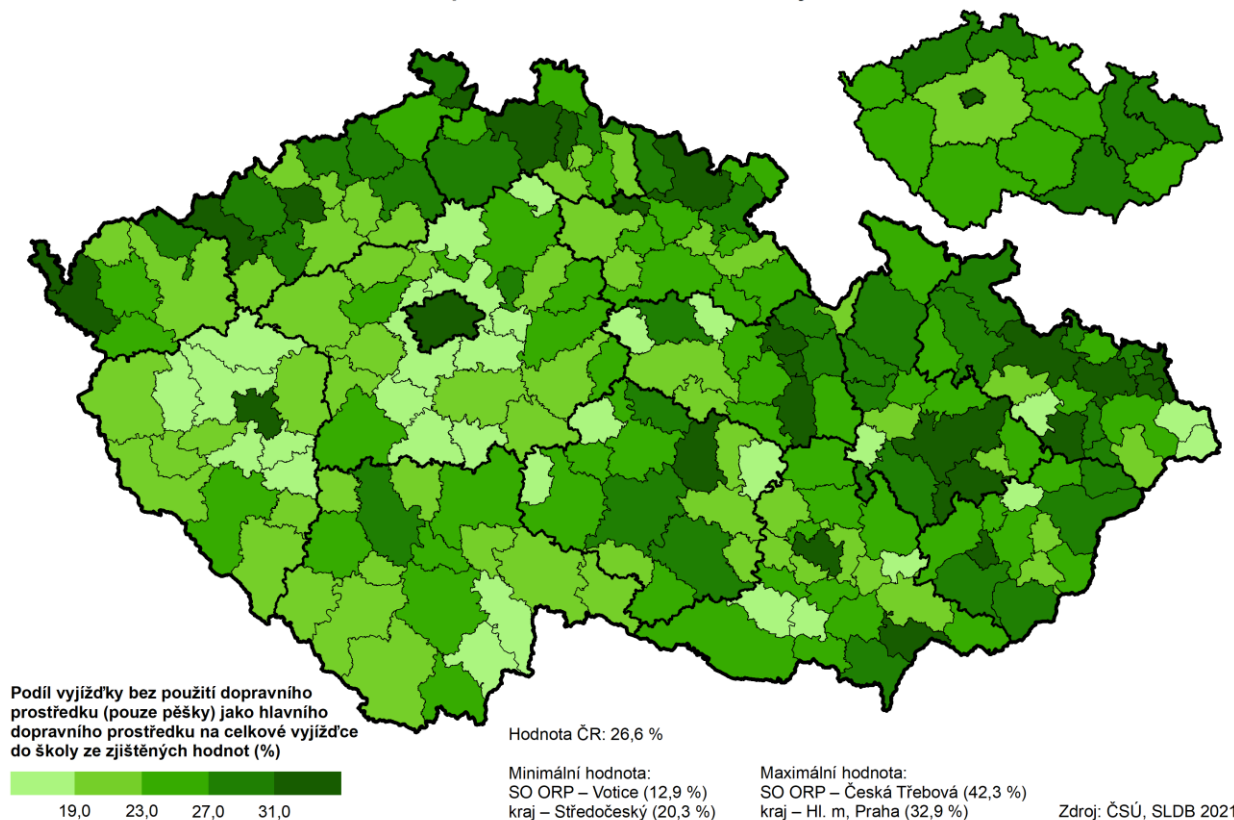 Podíl vyjížďky bez použití dopravního
prostředku (pouze pěšky) jako hlavního
dopravního prostředku na celkové vyjížďce
do školy ze zjištěných hodnot (%)
19,0 23,0 27,0 31,0
Hodnota ČR: 26,6 %
Minimální hodnota:
SO ORP – Votice (12,9 %)
kraj – Středočeský (20,3 %)
Maximální hodnota:
SO ORP – Česká Třebová (42,3 %)
kraj – Hl. m, Praha (32,9 %)
Zdroj: ČSÚ, SLDB 2021